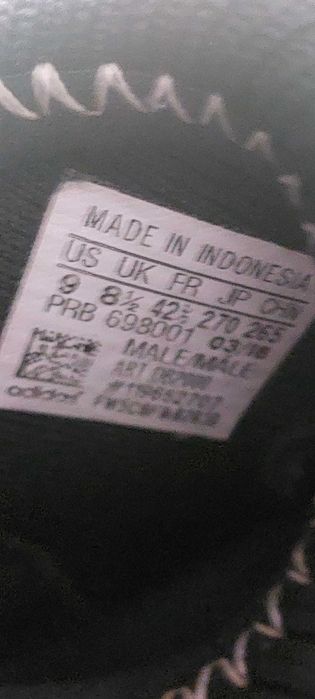 MADE IN INDONESIA
US UK FR JP CHN
9 8½ 42⅔ 270 265
PRB 698001 03/18
MALE/MALE
ART
adidas